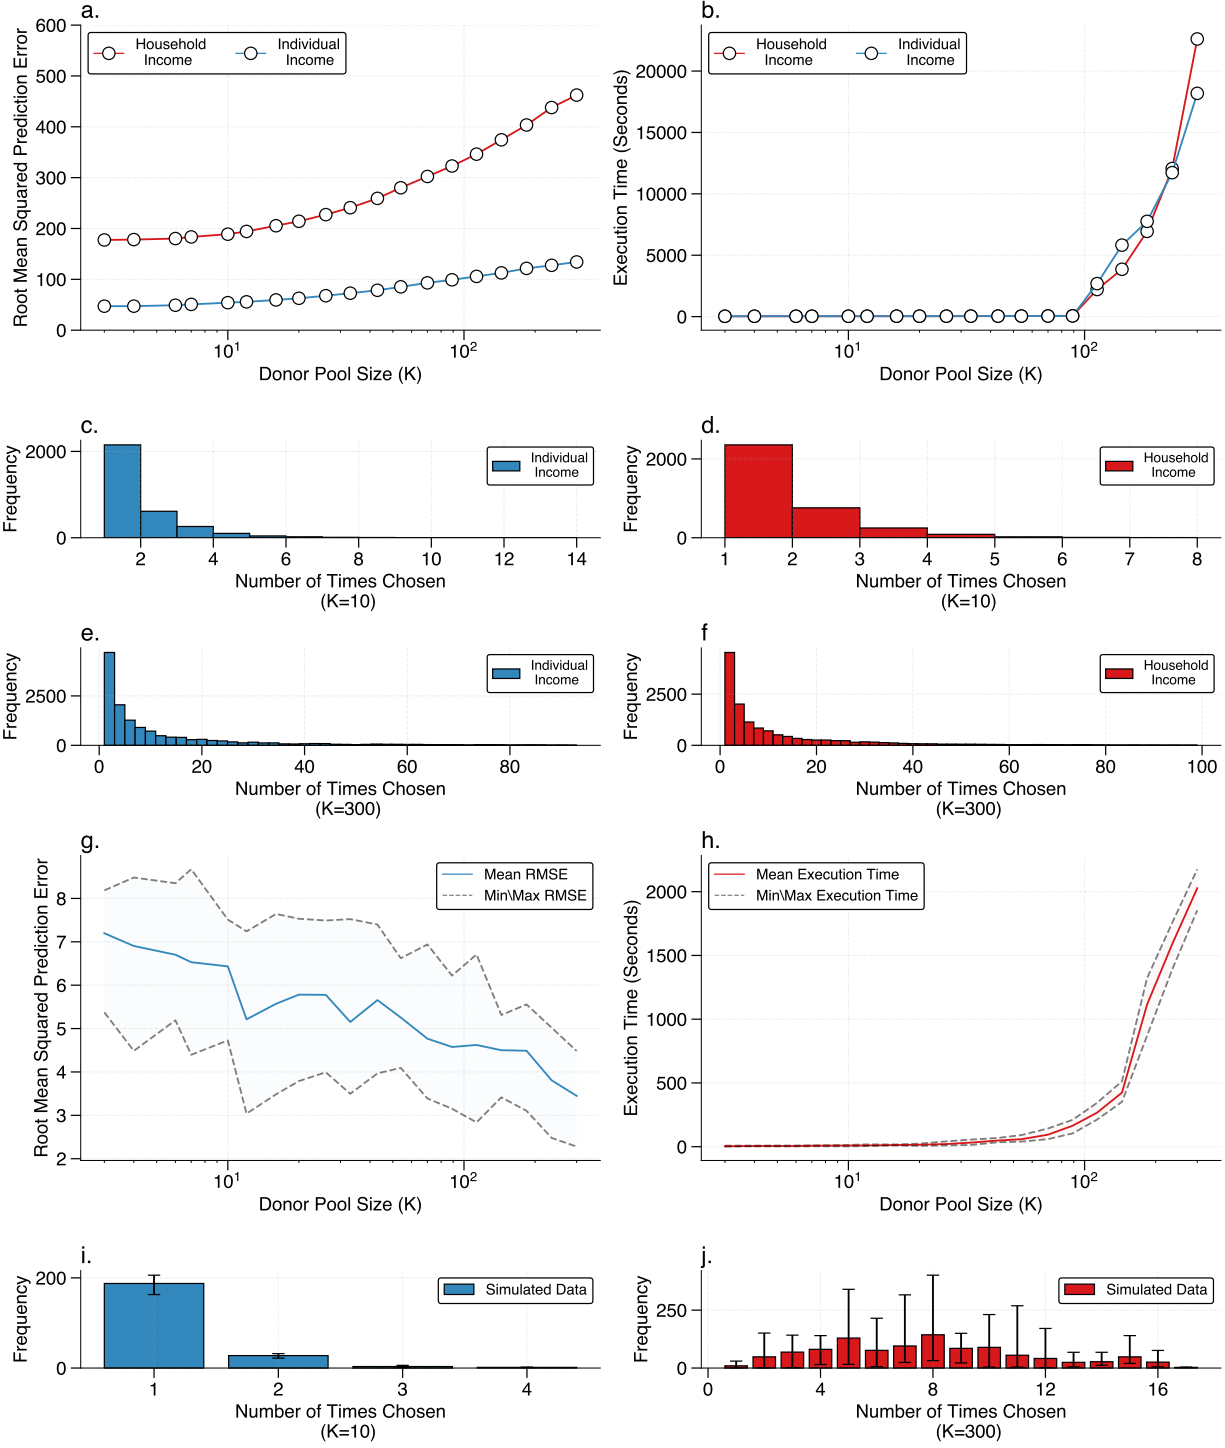 a.
Root Mean Squared Prediction Error
600
500
400
300
200
100
0
Household
Income
Individual
Income
10¹
10²
Donor Pool Size (K)
b.
Execution Time (Seconds)
20000
15000
10000
5000
0
Household
Income
Individual
Income
10¹
10²
Donor Pool Size (K)
c.
Frequency
2000
0
Individual
Income
2 4 6 8 10 12 14
Number of Times Chosen
(K=10)
d.
Frequency
2000
0
Household
Income
1 2 3 4 5 6 7 8
Number of Times Chosen
(K=10)
e.
Frequency
2500
0
Individual
Income
0 20 40 60 80
Number of Times Chosen
(K=300)
f
Frequency
2500
0
Household
Income
0 20 40 60 80 100
Number of Times Chosen
(K=300)
g.
Root Mean Squared Prediction Error
8
7
6
5
4
3
2
Mean RMSE
Min\Max RMSE
10¹
10²
Donor Pool Size (K)
h.
Execution Time (Seconds)
2000
1500
1000
500
0
Mean Execution Time
Min\Max Execution Time
10¹
10²
Donor Pool Size (K)
i.
Frequency
200
0
Simulated Data
1 2 3 4
Number of Times Chosen
(K=10)
j.
Frequency
250
0
Simulated Data
0 4 8 12 16
Number of Times Chosen
(K=300)